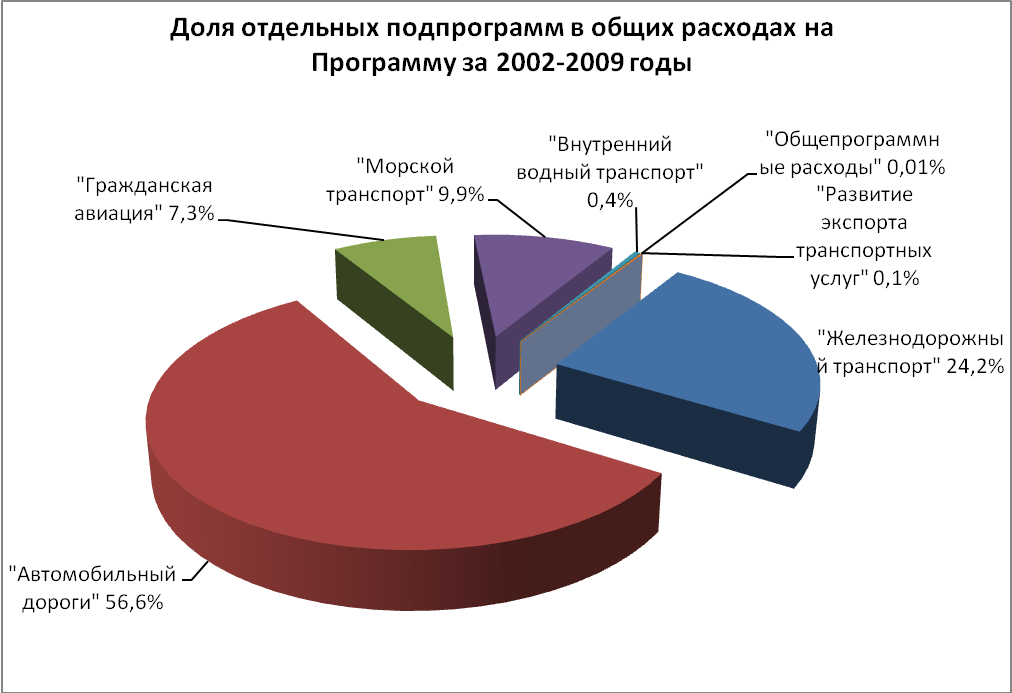 Доля отдельных подпрограмм в общих расходах на
Программу за 2002-2009 годы
"Гражданская
авиация" 7,3%
"Морской
транспорт" 9,9%
"Внутренний
водный транспорт"
0,4%
"Общепрограммн
ые расходы" 0,01%
"Развитие
экспорта
транспортных
услуг" 0,1%
"Железнодорожны
й транспорт" 24,2%
"Автомобильный
дороги" 56,6%